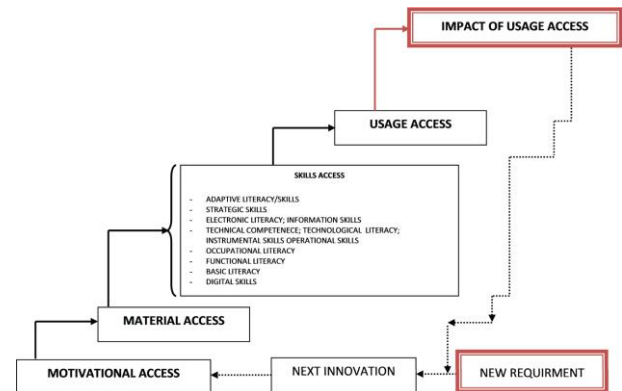 IMPACT OF USAGE ACCESS
USAGE ACCESS
SKILLS ACCESS
- ADAPTIVE LITERACY/SKILLS
- STRATEGIC SKILLS
- ELECTRONIC LITERACY; INFORMATION SKILLS
- TECHNICAL COMPETENECE; TECHNOLOGICAL LITERACY;
INSTRUMENTAL SKILLS OPERATIONAL SKILLS
- OCCUPATIONAL LITERACY
- FUNCTIONAL LITERACY
- BASIC LITERACY
- DIGITAL SKILLS
MATERIAL ACCESS
MOTIVATIONAL ACCESS
NEXT INNOVATION
NEW REQUIRMENT